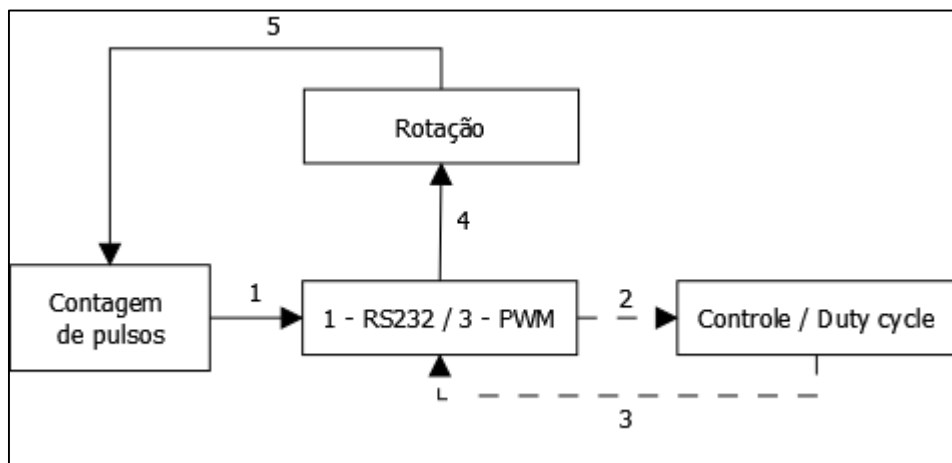 5
Rotação
4
Contagem
de pulsos
1
1 - RS232 / 3 - PWM
2
Controle / Duty cycle
3